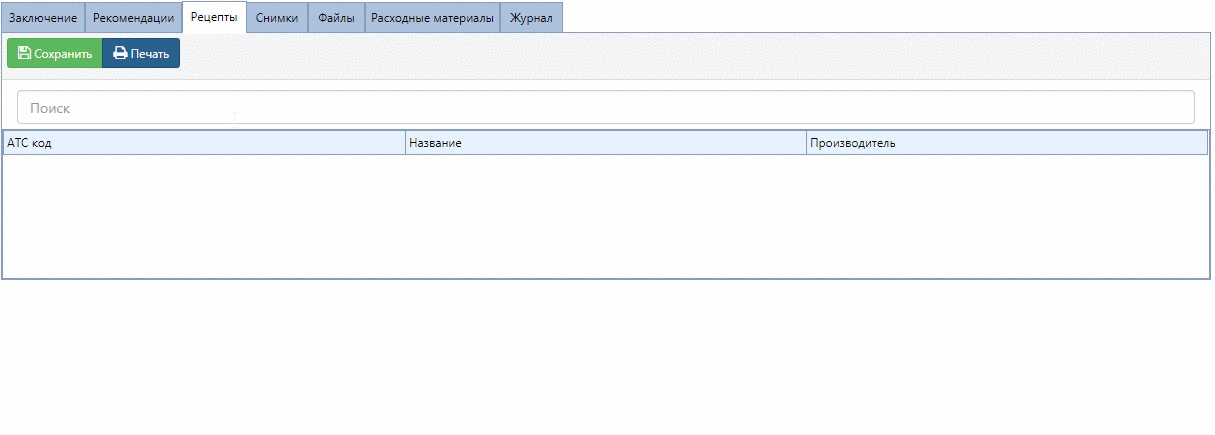 Заключение Рекомендации Рецепты Снимки Файлы Расходные материалы Журнал
Сохранить Печать
Поиск
АТС код Название Производитель